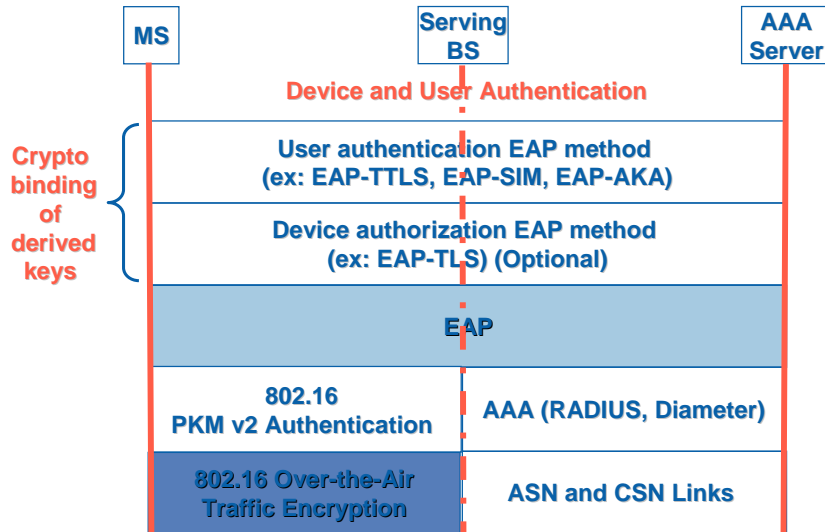 MS
Serving
BS
AAA
Server
Device and User Authentication
Crypto
binding
of
derived
keys
User authentication EAP method
(ex: EAP-TTLS, EAP-SIM, EAP-AKA)
Device authorization EAP method
(ex: EAP-TLS) (Optional)
EAP
802.16
PKM v2 Authentication
AAA (RADIUS, Diameter)
802.16 Over-the-Air
Traffic Encryption
ASN and CSN Links